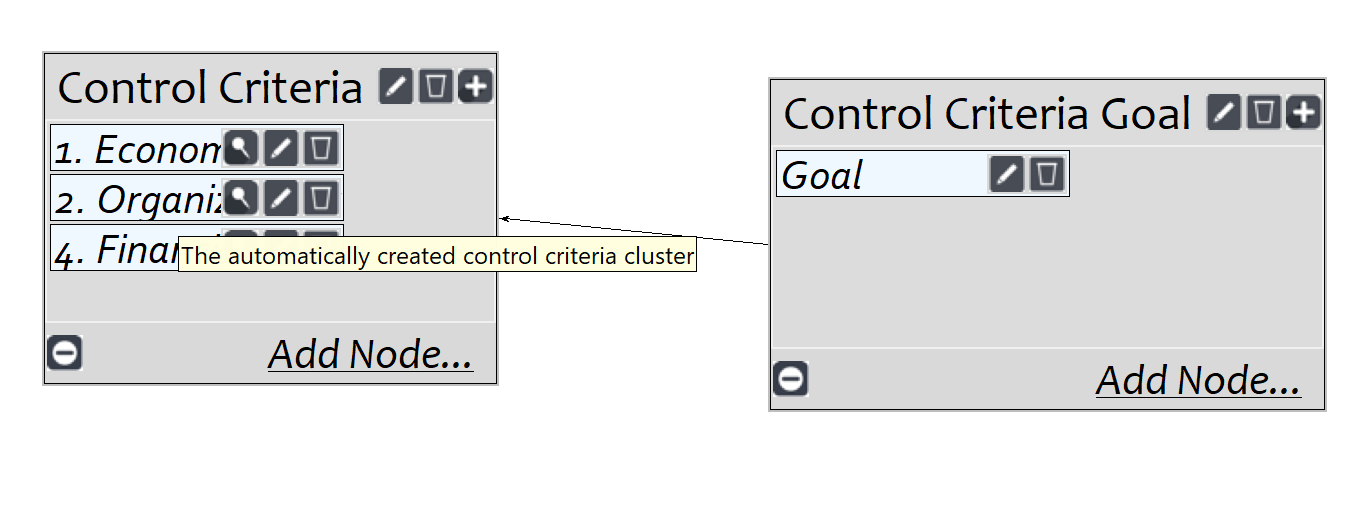 Control Criteria
1. Econom
2. Organiz
4. Finan
The automatically created control criteria cluster
Add Node...
Control Criteria Goal
Goal
Add Node...